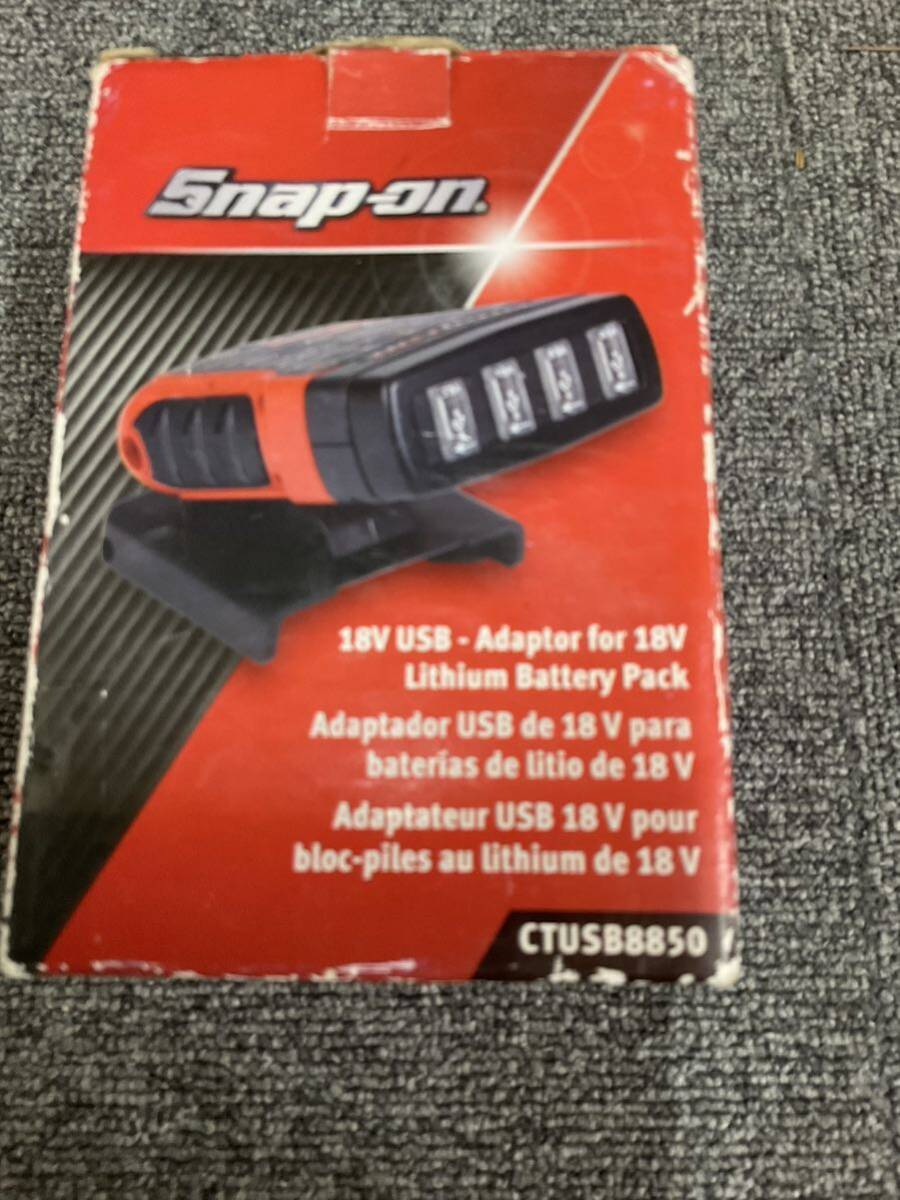 Snap-on
18V USB - Adaptor for 18V
Lithium Battery Pack
Adaptador USB de 18 V para
baterías de litio de 18 V
Adaptateur USB 18 V pour
bloc-piles au lithium de 18 V
CTUSB8850